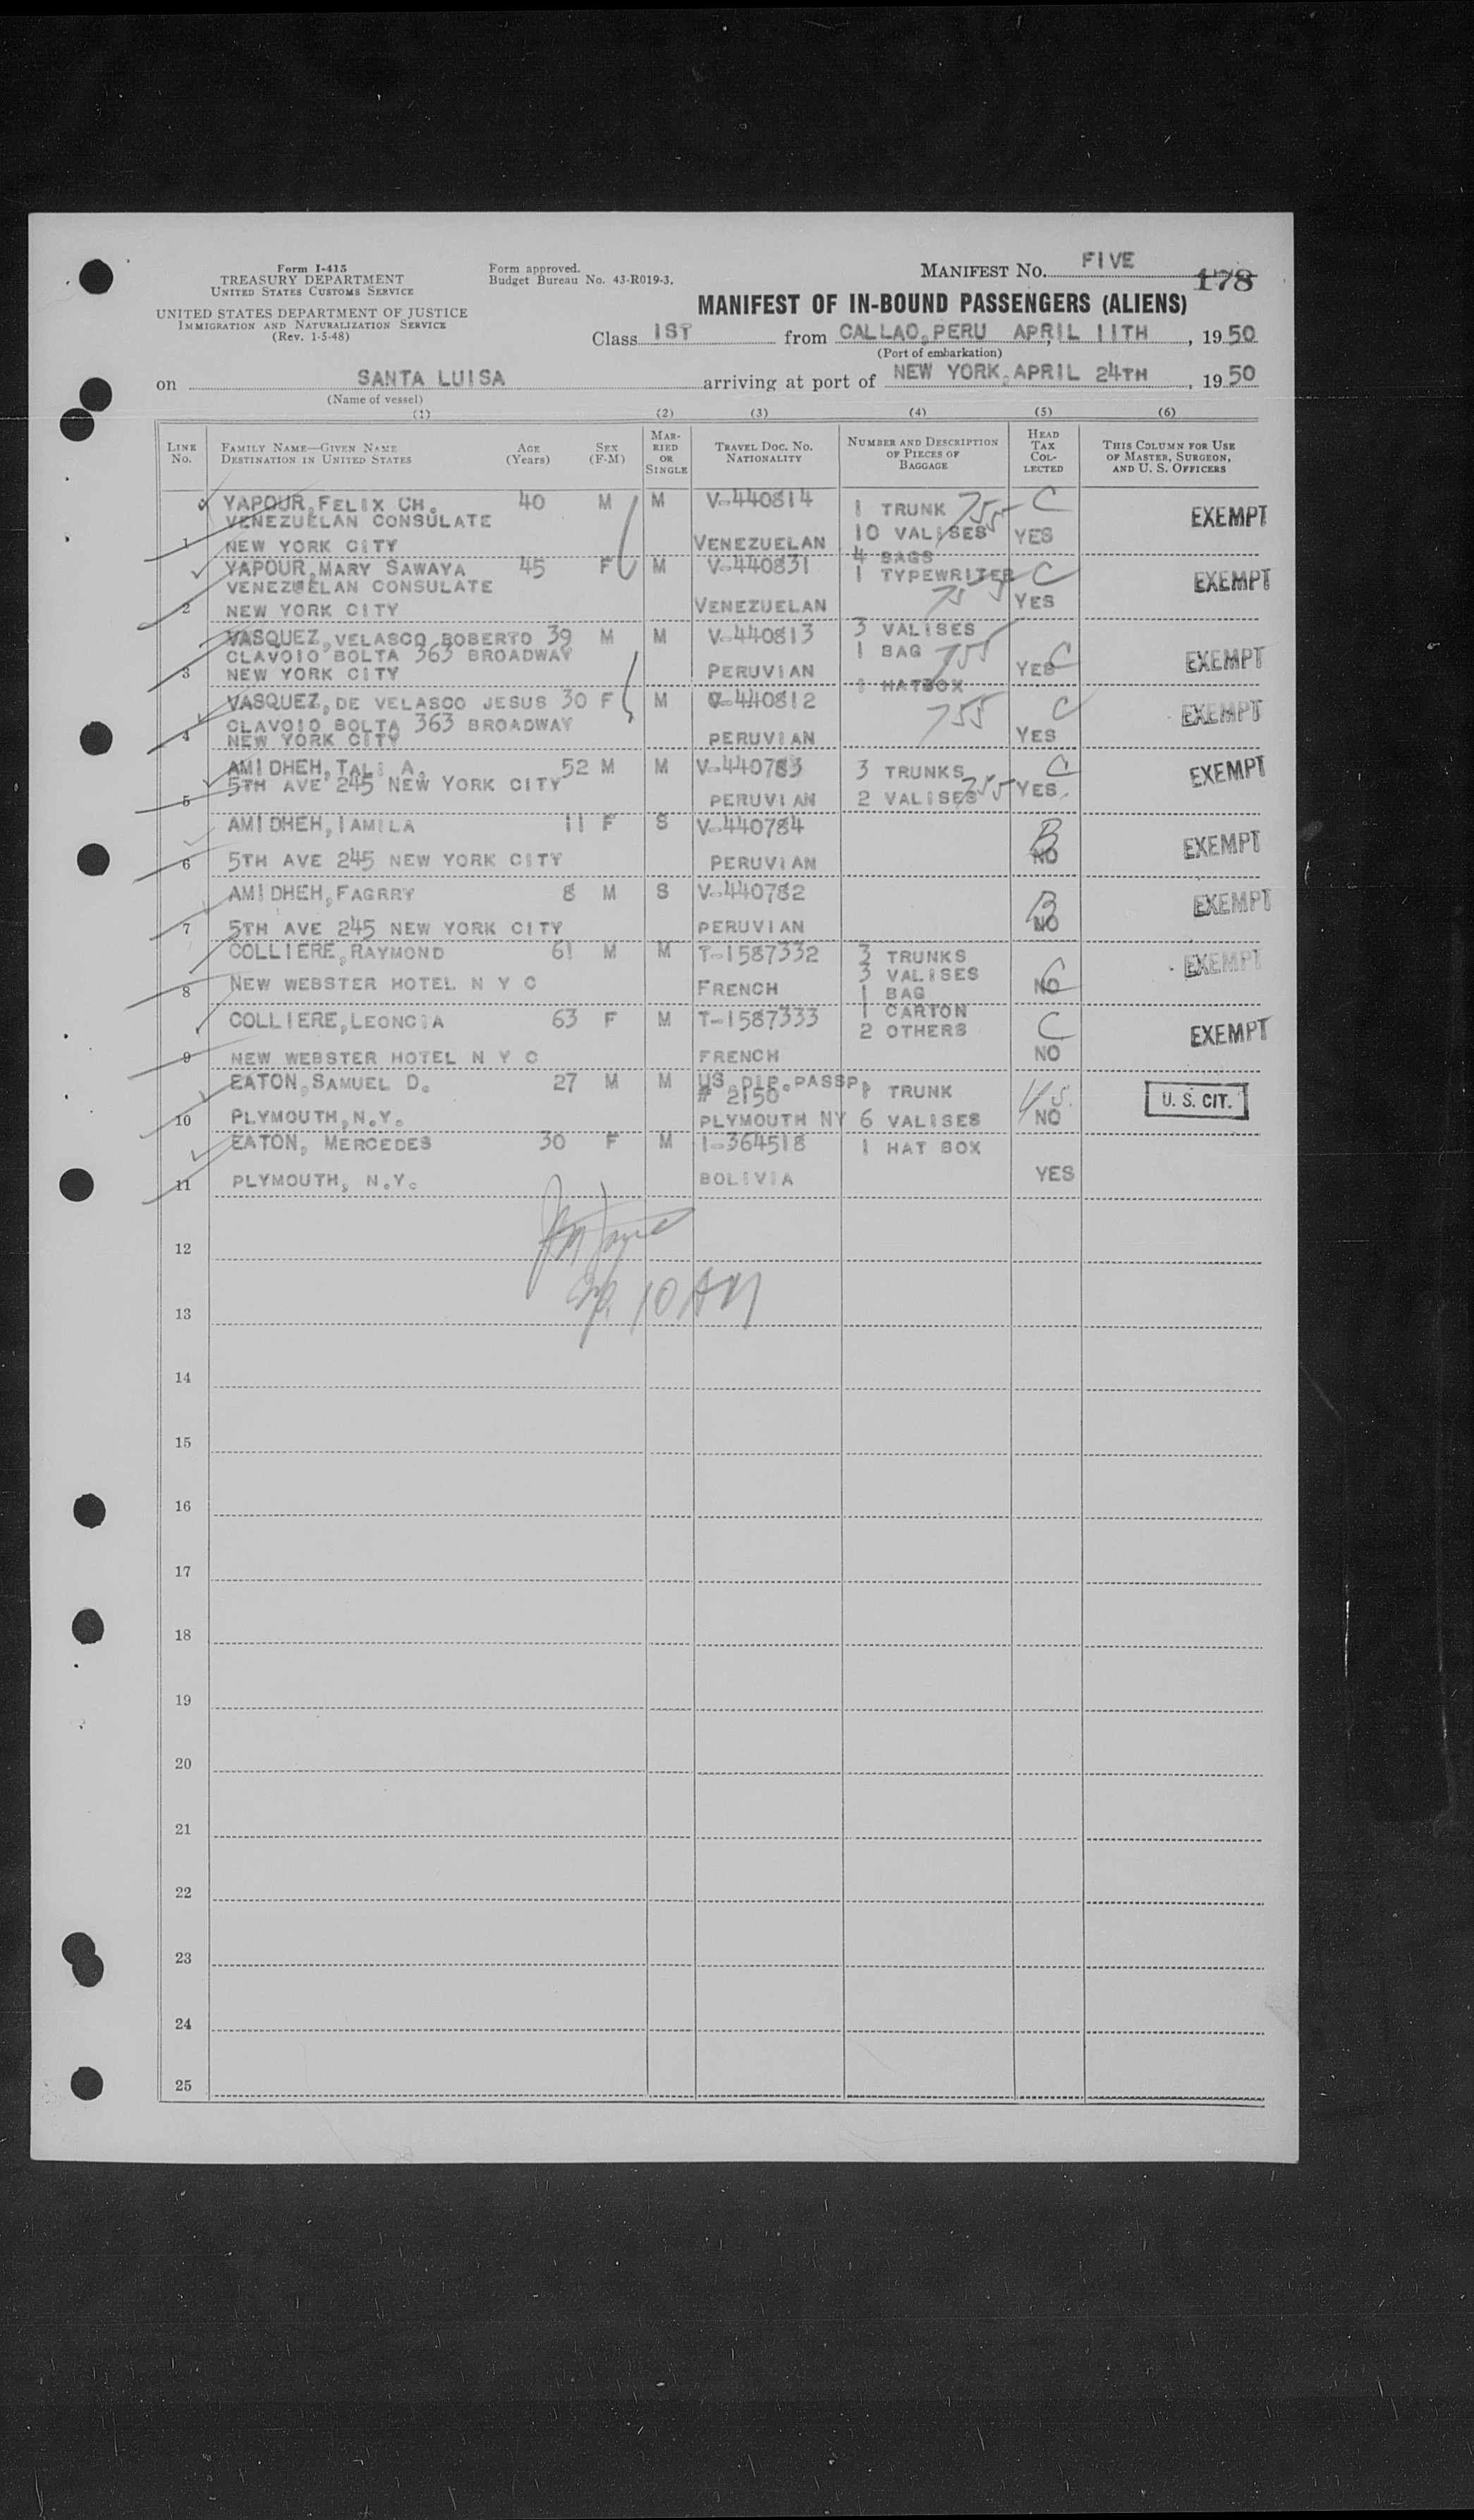 Form I-415
TREASURY DEPARTMENT
UNITED STATES CUSTOMS SERVICE
UNITED STATES DEPARTMENT OF JUSTICE
IMMIGRATION AND NATURALIZATION SERVICE
(Rev. 1-5-48)
Form approved.
Budget Bureau No. 43-R019-3.
MANIFEST NO. FIVE
178
MANIFEST OF IN-BOUND PASSENGERS (ALIENS)
Class 1ST from CALLAO, PERU APRIL 11TH, 1950
(Port of embarkation)
on SANTA LUISA arriving at port of NEW YORK, APRIL 24TH, 1950
(Name of vessel)
(1) (2) (3) (4) (5) (6)
LINE No. FAMILY NAME—GIVEN NAME DESTINATION IN UNITED STATES AGE (Years) SEX (F-M) MARRIED OR SINGLE TRAVEL DOC. NO. NATIONALITY NUMBER AND DESCRIPTION OF PIECES OF BAGGAGE HEAD TAX COLLECTED THIS COLUMN FOR USE OF MASTER, SURGEON, AND U. S. OFFICERS
YAPOUR, FELIX CH. 40 M M V-440814 1 TRUNK 755 C EXEMPT
VENEZUELAN CONSULATE
1 NEW YORK CITY VENEZUELAN 10 VALISES YES
4 BAGS
YAPOUR, MARY SAWAYA 45 F M V-440831 1 TYPEWRITER C EXEMPT
VENEZUELAN CONSULATE 755
2 NEW YORK CITY VENEZUELAN YES
VASQUEZ, VELASCO ROBERTO 39 M M V-440813 3 VALISES
CLAVOIO BOLTA 363 BROADWAY 1 BAG 755 C EXEMPT
3 NEW YORK CITY PERUVIAN YES
1 HATBOX
VASQUEZ, DE VELASCO JESUS 30 F M V-440812 755 C EXEMPT
CLAVOIO BOLTA 363 BROADWAY
4 NEW YORK CITY PERUVIAN YES
AMIDHEH, TALI A. 52 M M V-440783 3 TRUNKS C EXEMPT
5 5TH AVE 245 NEW YORK CITY PERUVIAN 2 VALISES 755 YES
AMIDHEH, IAMILA 11 F S V-440784 B EXEMPT
6 5TH AVE 245 NEW YORK CITY PERUVIAN NO
AMIDHEH, FAGRRY 8 M S V-440782 B EXEMPT
7 5TH AVE 245 NEW YORK CITY PERUVIAN NO
COLLIERE, RAYMOND 61 M M T-1587332 3 TRUNKS EXEMPT
3 VALISES
8 NEW WEBSTER HOTEL N Y C FRENCH 1 BAG NO C
1 CARTON
COLLIERE, LEONCIA 63 F M T-1587333 2 OTHERS C EXEMPT
9 NEW WEBSTER HOTEL N Y C FRENCH NO
EATON, SAMUEL D. 27 M M US DIP. PASSP. 1 TRUNK U.S. U. S. CIT.
# 2150
10 PLYMOUTH, N.Y. PLYMOUTH NY 6 VALISES NO
EATON, MERCEDES 30 F M I-364518 1 HAT BOX
11 PLYMOUTH, N.Y. BOLIVIA YES
12
10 AM
13
14
15
16
17
18
19
20
21
22
23
24
25